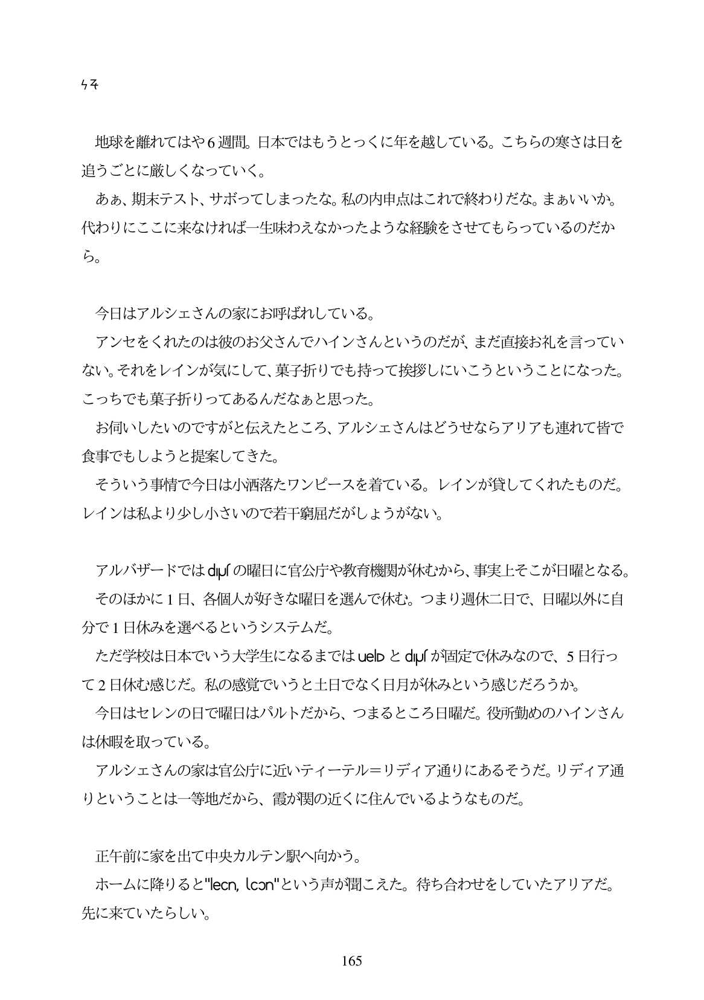 地球を離れてはや6週間。日本ではもうとっくに年を越している。こちらの寒さは日を
追うごとに厳しくなっていく。
あぁ、期末テスト、サボってしまったな。私の内申点はこれで終わりだな。まぁいいか。
代わりにここに来なければ一生味わえなかったような経験をさせてもらっているのだか
ら。
今日はアルシェさんの家にお呼ばれしている。
アンセをくれたのは彼のお父さんでハインさんというのだが、まだ直接お礼を言ってい
ない。それをレインが気にして、菓子折りでも持って挨拶しにいこうということになった。
こっちでも菓子折りってあるんだなぁと思った。
お伺いしたいのですがと伝えたところ、アルシェさんはどうせならアリアも連れて皆で
食事でもしようと提案してきた。
そういう事情で今日は小洒落たワンピースを着ている。レインが貸してくれたものだ。
レインは私より少し小さいので若干窮屈だがしょうがない。
アルバザードではの曜日に官公庁や教育機関が休むから、事実上そこが日曜となる。
そのほかに1日、各個人が好きな曜日を選んで休む。つまり週休二日で、日曜以外に自
分で1日休みを選べるというシステムだ。
ただ学校は日本でいう大学生になるまではとが固定で休みなので、5日行っ
て2日休む感じだ。私の感覚でいうと土日でなく日月が休みという感じだろうか。
今日はセレンの日で曜日はパルトだから、つまるところ日曜だ。役所勤めのハインさん
は休暇を取っている。
アルシェさんの家は官公庁に近いティーテル＝リディア通りにあるそうだ。リディア通
りということは一等地だから、霞が関の近くに住んでいるようなものだ。
正午前に家を出て中央カルテン駅へ向かう。
ホームに降りると"lecn, lcɔn"という声が聞こえた。待ち合わせをしていたアリアだ。
先に来ていたらしい。
165